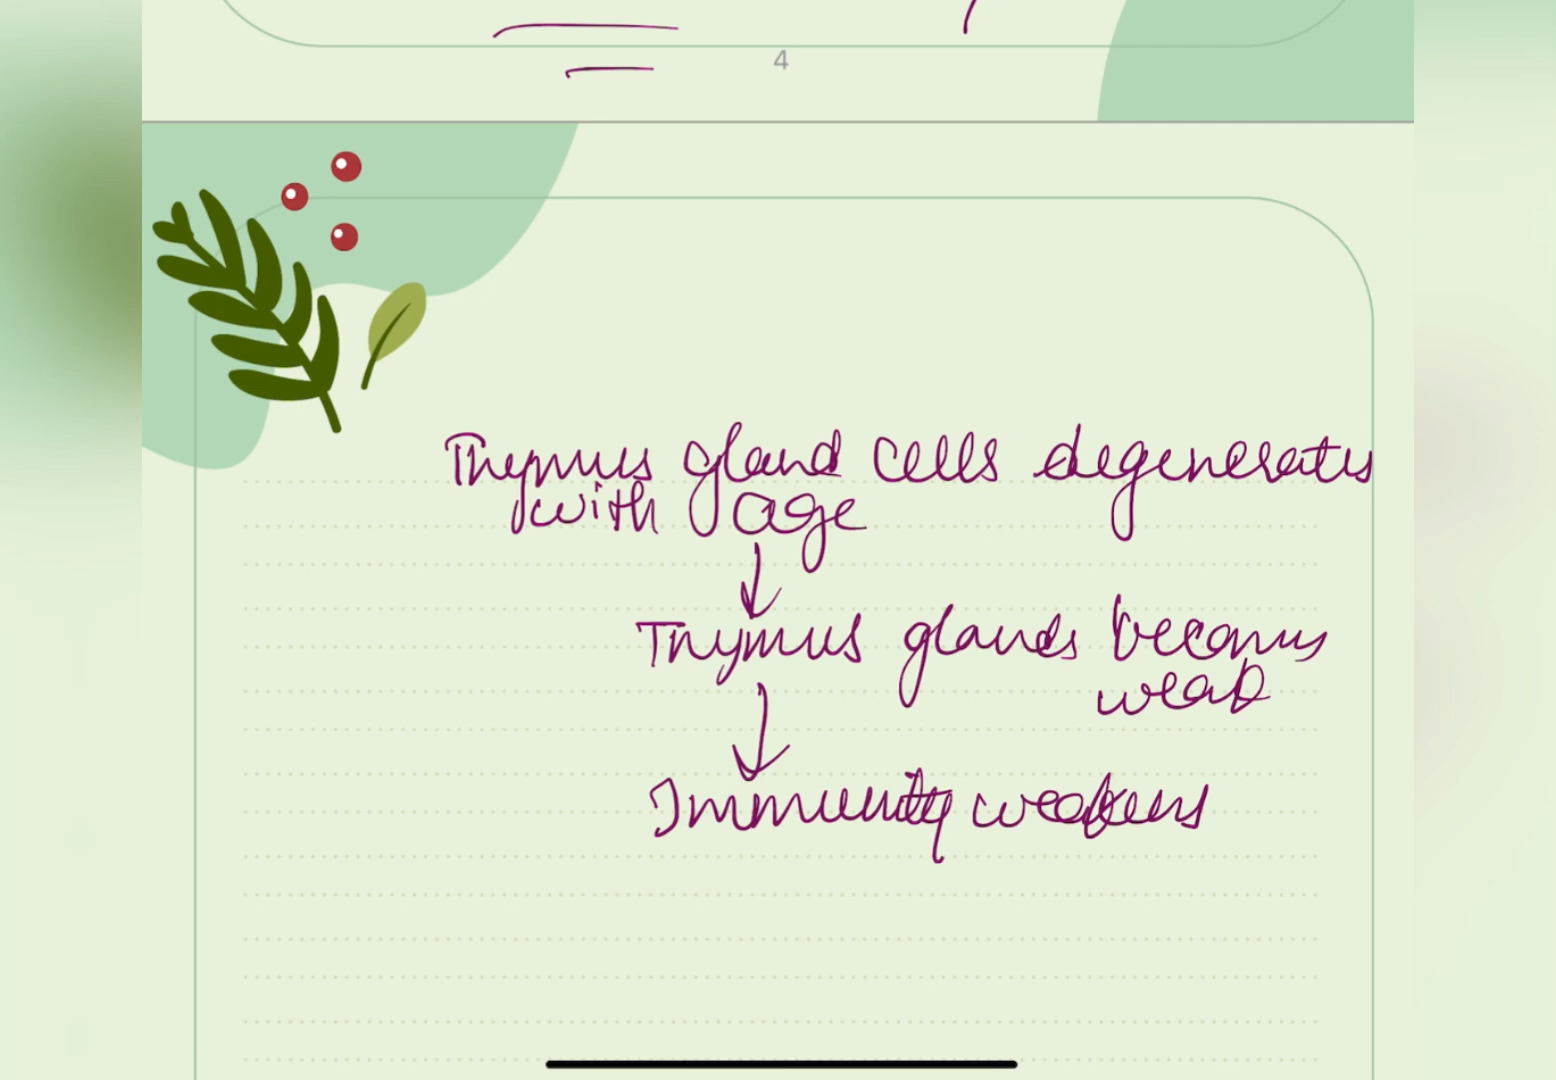 4
Thymus gland cells degenerates
with age
↓
Thymus glands becomes
weak
↓
Immunity weakens